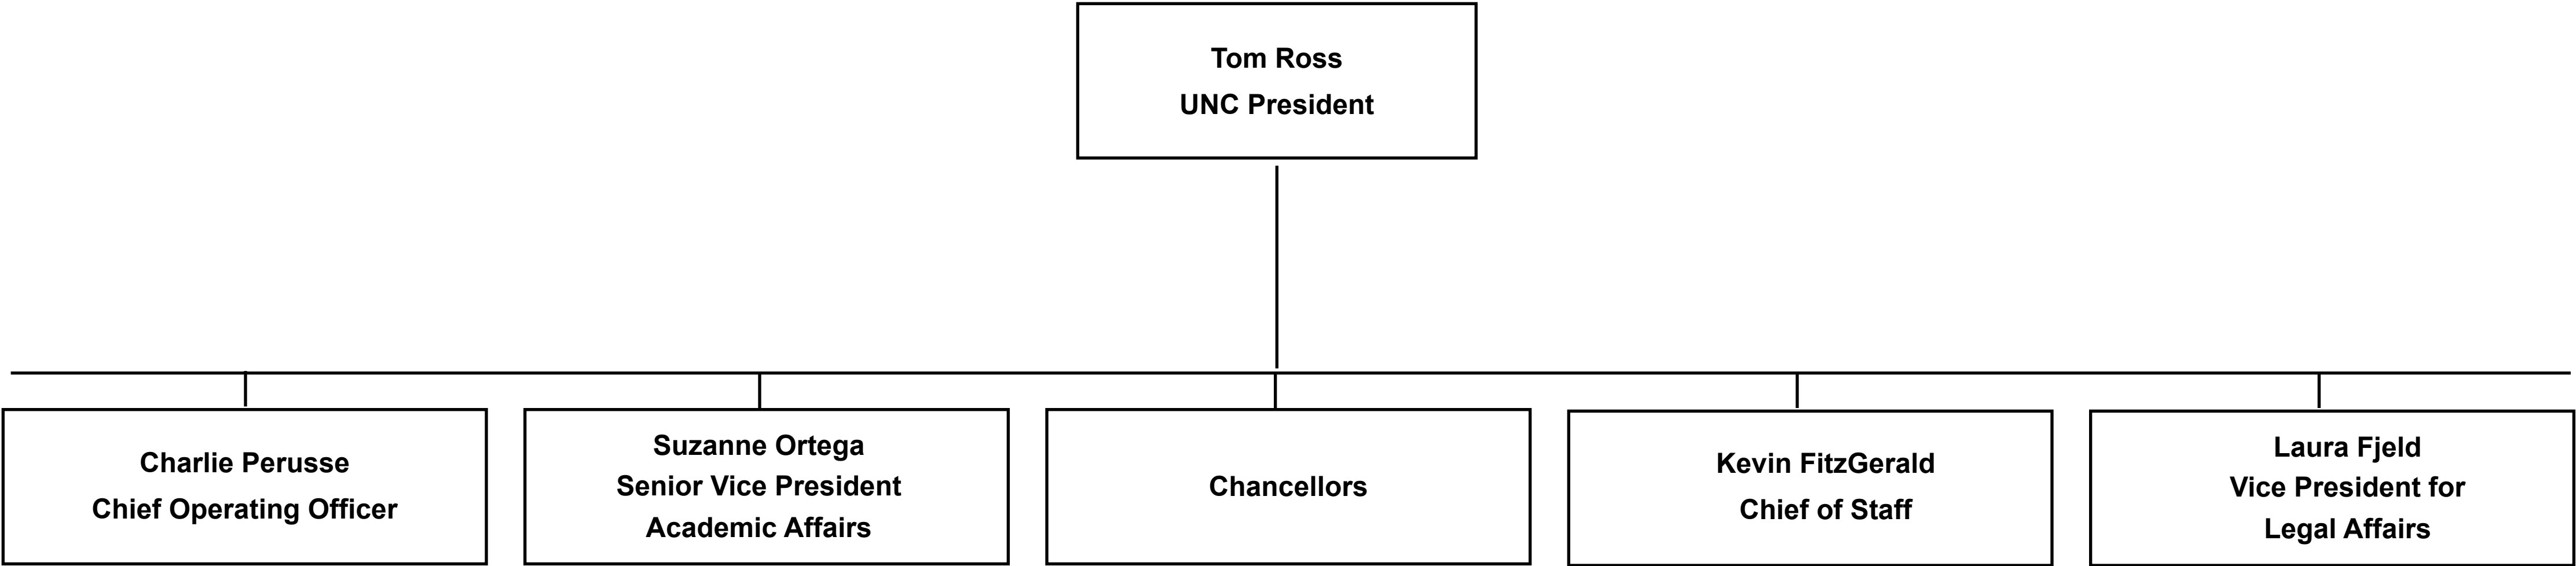 Tom Ross
UNC President
Charlie Perusse
Chief Operating Officer
Suzanne Ortega
Senior Vice President
Academic Affairs
Chancellors
Kevin FitzGerald
Chief of Staff
Laura Fjeld
Vice President for
Legal Affairs